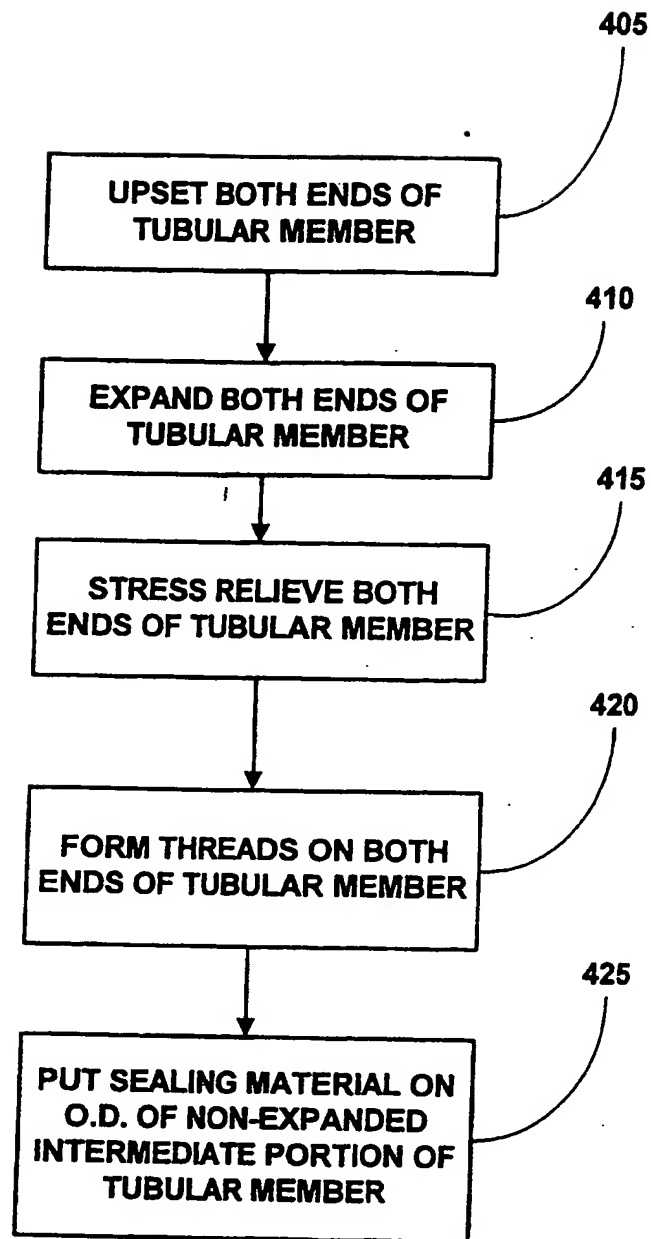 405
UPSET BOTH ENDS OF
TUBULAR MEMBER
410
EXPAND BOTH ENDS OF
TUBULAR MEMBER
415
STRESS RELIEVE BOTH
ENDS OF TUBULAR MEMBER
420
FORM THREADS ON BOTH
ENDS OF TUBULAR MEMBER
425
PUT SEALING MATERIAL ON
O.D. OF NON-EXPANDED
INTERMEDIATE PORTION OF
TUBULAR MEMBER